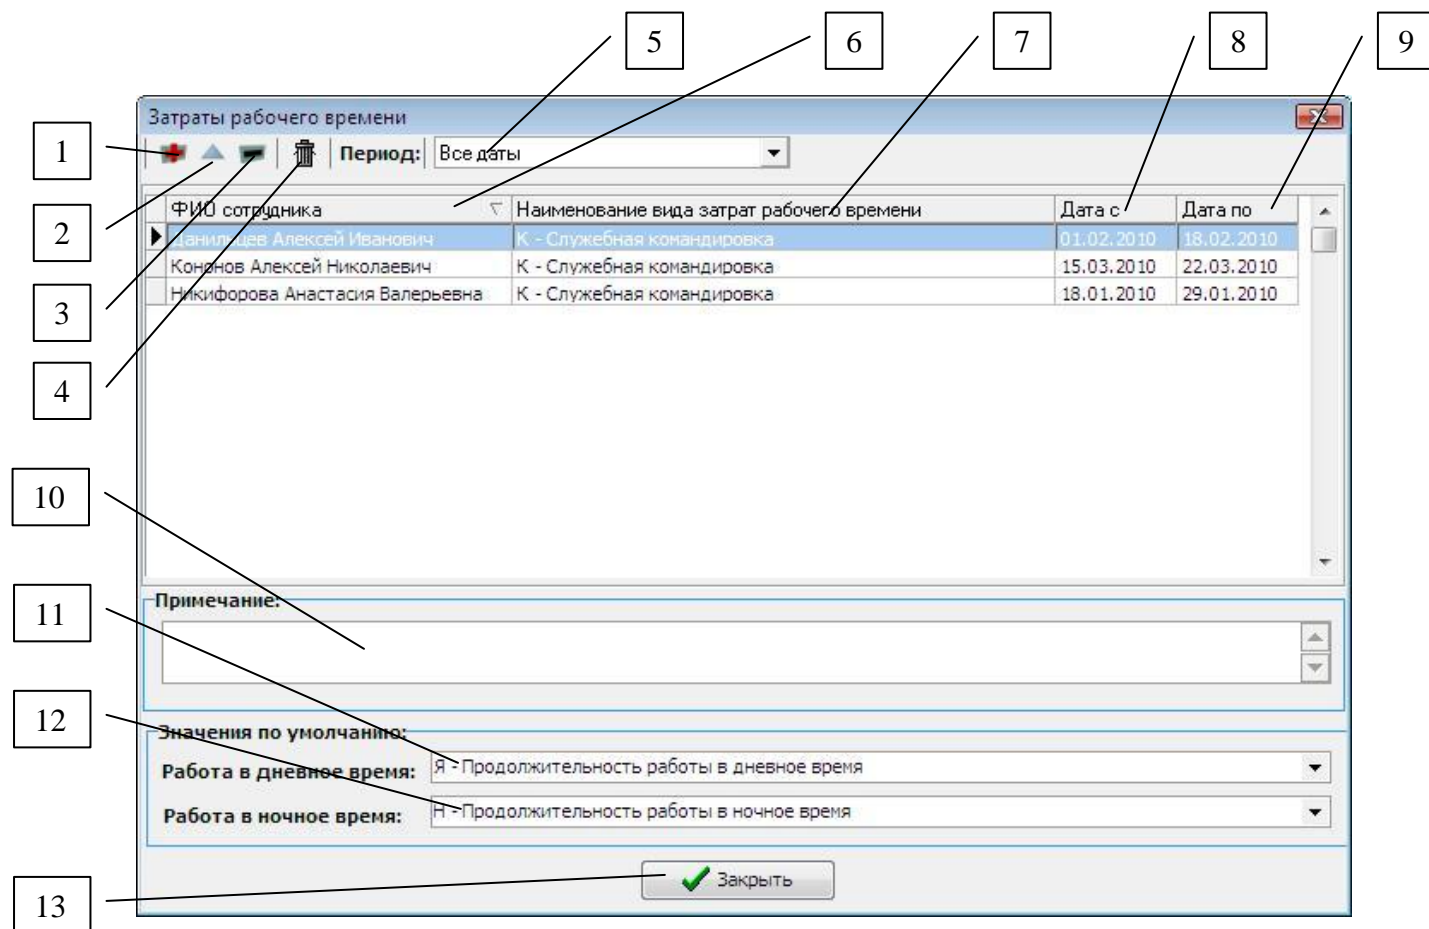 5 6 7 8 9
Затраты рабочего времени
1
Период: Все даты
2
ФИО сотрудника Наименование вида затрат рабочего времени Дата с Дата по
Данильцев Алексей Иванович К - Служебная командировка 01.02.2010 18.02.2010
Кононов Алексей Николаевич К - Служебная командировка 15.03.2010 22.03.2010
Никифорова Анастасия Валерьевна К - Служебная командировка 18.01.2010 29.01.2010
3
4
10
Примечание:
11
12
Значения по умолчанию:
Работа в дневное время: Я - Продолжительность работы в дневное время
Работа в ночное время: Н - Продолжительность работы в ночное время
Закрыть
13